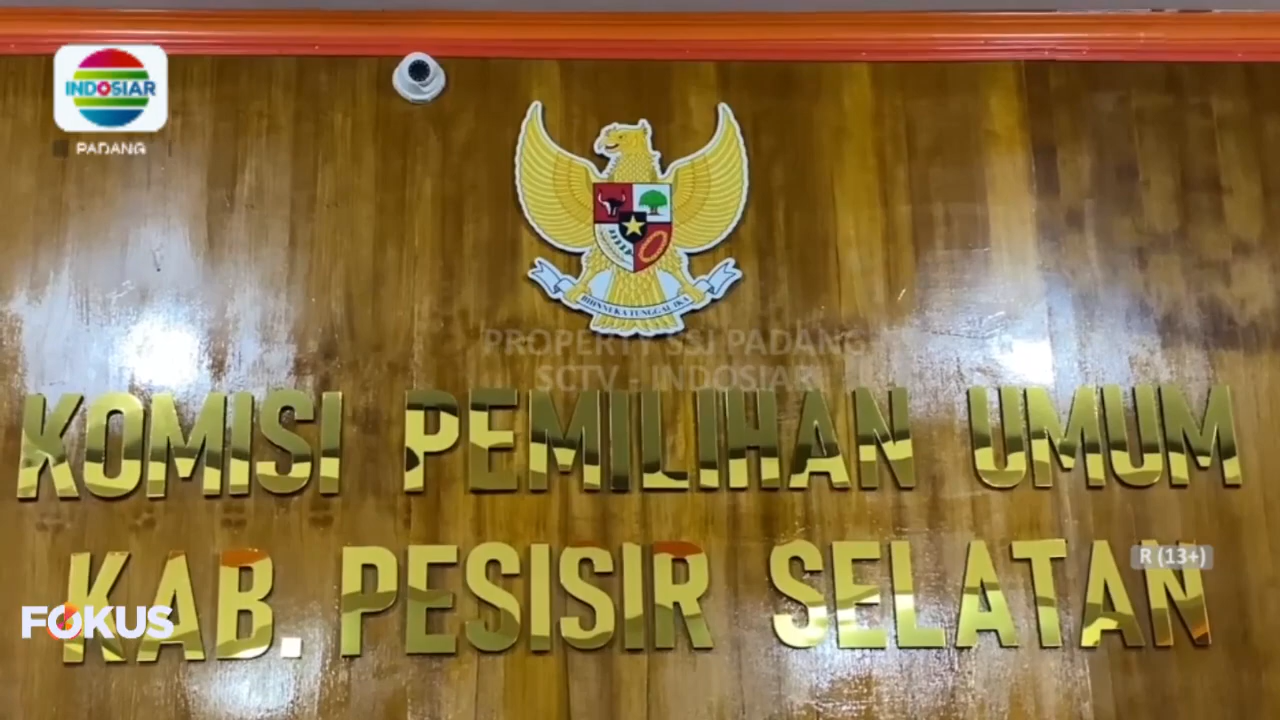 INDOSIAR
PADANG
BHINNEKA TUNGGAL IKA
PROPERTY SSJ PADANG
SCTV - INDOSIAR
KOMISI PEMILIHAN UMUM
KAB. PESISIR SELATAN
R (13+)
FOKUS